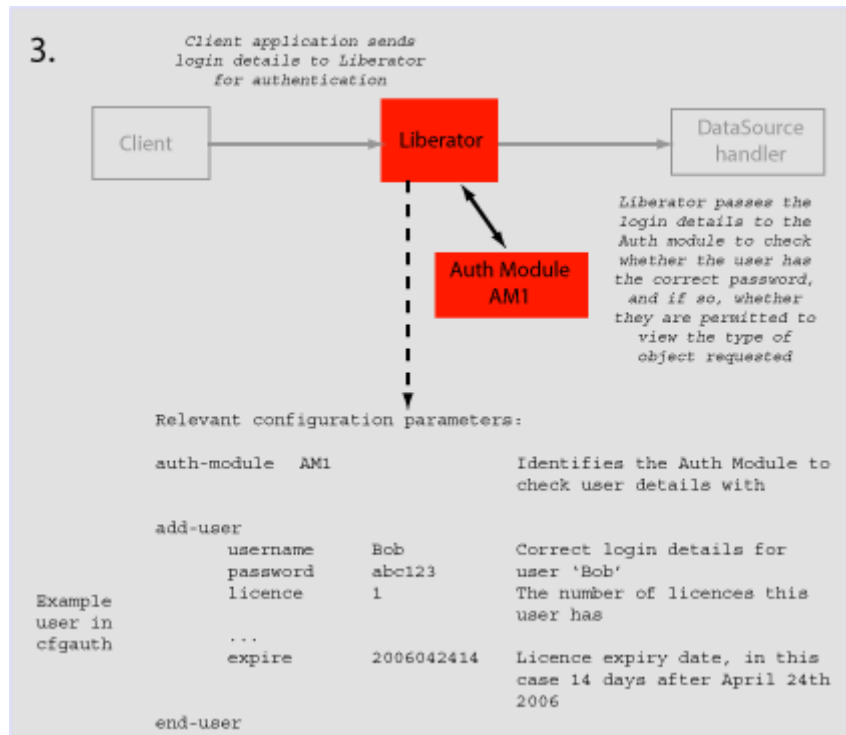 3.
Client application sends
login details to Liberator
for authentication
Client
Liberator
DataSource
handler
Auth Module
AM1
Liberator passes the
login details to the
Auth module to check
whether the user has
the correct password,
and if so, whether
they are permitted to
view the type of
object requested
Relevant configuration parameters:
auth-module AM1 Identifies the Auth Module to
check user details with
add-user
username Bob Correct login details for
password abc123 user ‘Bob’
licence 1 The number of licences this
user has
...
expire 2006042414 Licence expiry date, in this
case 14 days after April 24th
2006
end-user
Example
user in
cfgauth